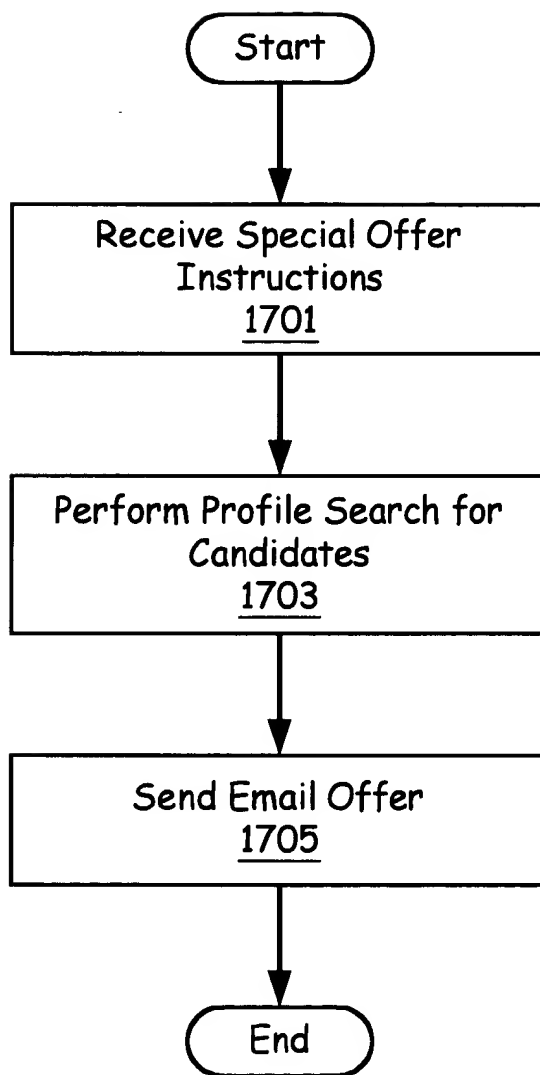 Start
Receive Special Offer
Instructions
1701
Perform Profile Search for
Candidates
1703
Send Email Offer
1705
End